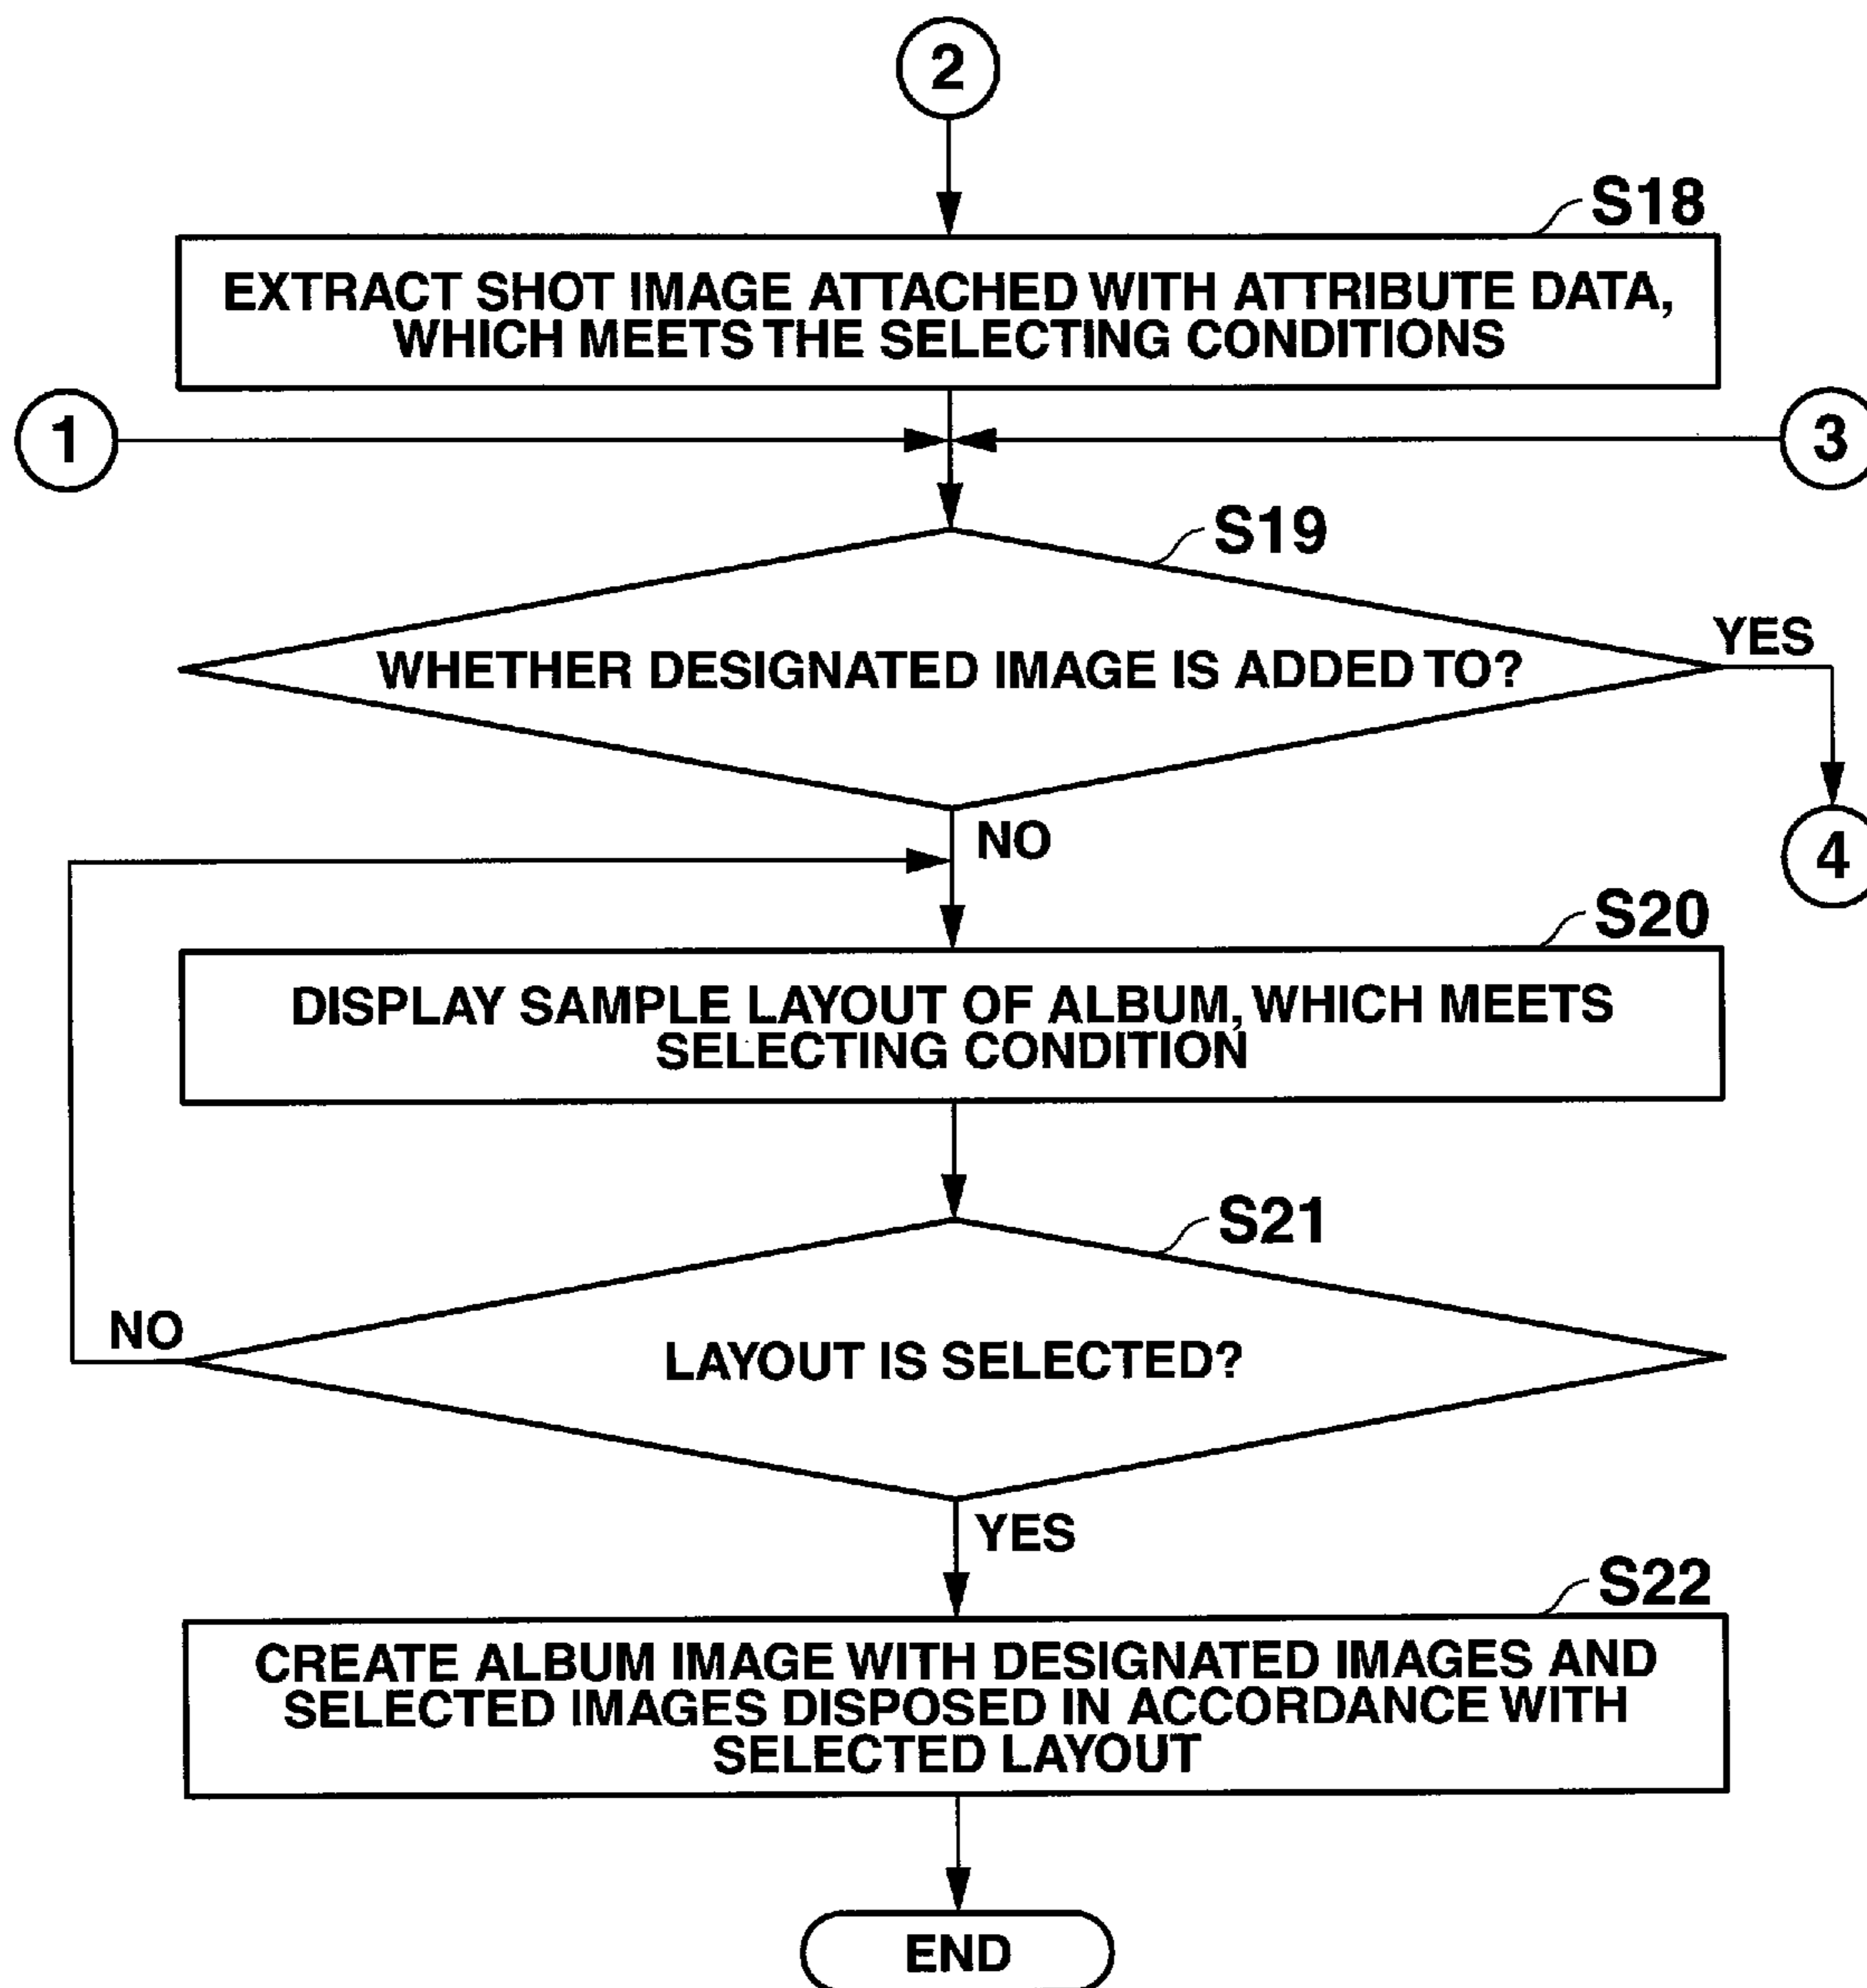 2
S18
EXTRACT SHOT IMAGE ATTACHED WITH ATTRIBUTE DATA,
WHICH MEETS THE SELECTING CONDITIONS
1
3
S19
WHETHER DESIGNATED IMAGE IS ADDED TO?
YES
NO
4
S20
DISPLAY SAMPLE LAYOUT OF ALBUM, WHICH MEETS
SELECTING CONDITION
S21
NO
LAYOUT IS SELECTED?
YES
S22
CREATE ALBUM IMAGE WITH DESIGNATED IMAGES AND
SELECTED IMAGES DISPOSED IN ACCORDANCE WITH
SELECTED LAYOUT
END